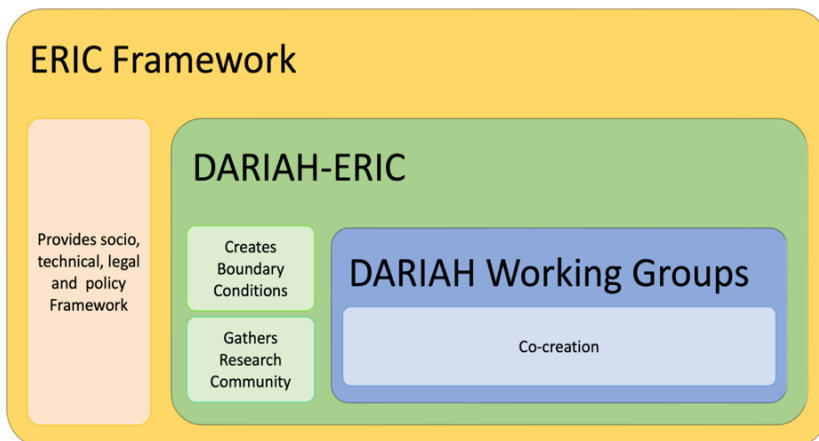 ERIC Framework
DARIAH-ERIC
Provides socio,
technical, legal
and policy
Framework
Creates
Boundary
Conditions
Gathers
Research
Community
DARIAH Working Groups
Co-creation